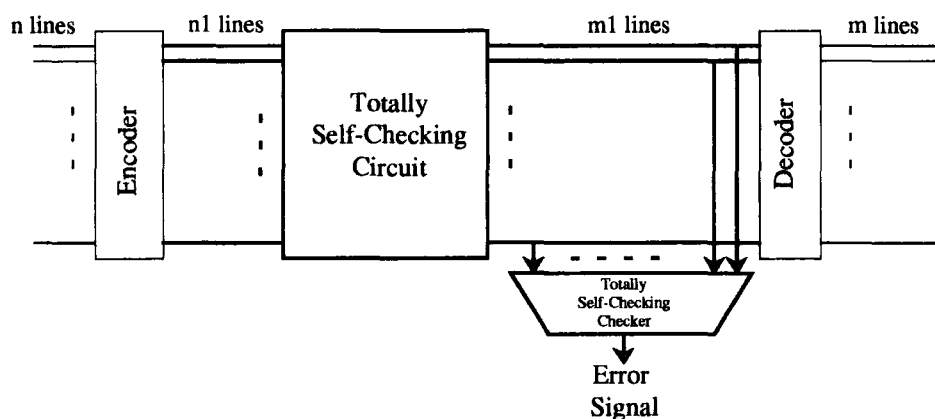 n lines
n1 lines
m1 lines
m lines
Encoder
Totally
Self-Checking
Circuit
Decoder
Totally
Self-Checking
Checker
Error
Signal